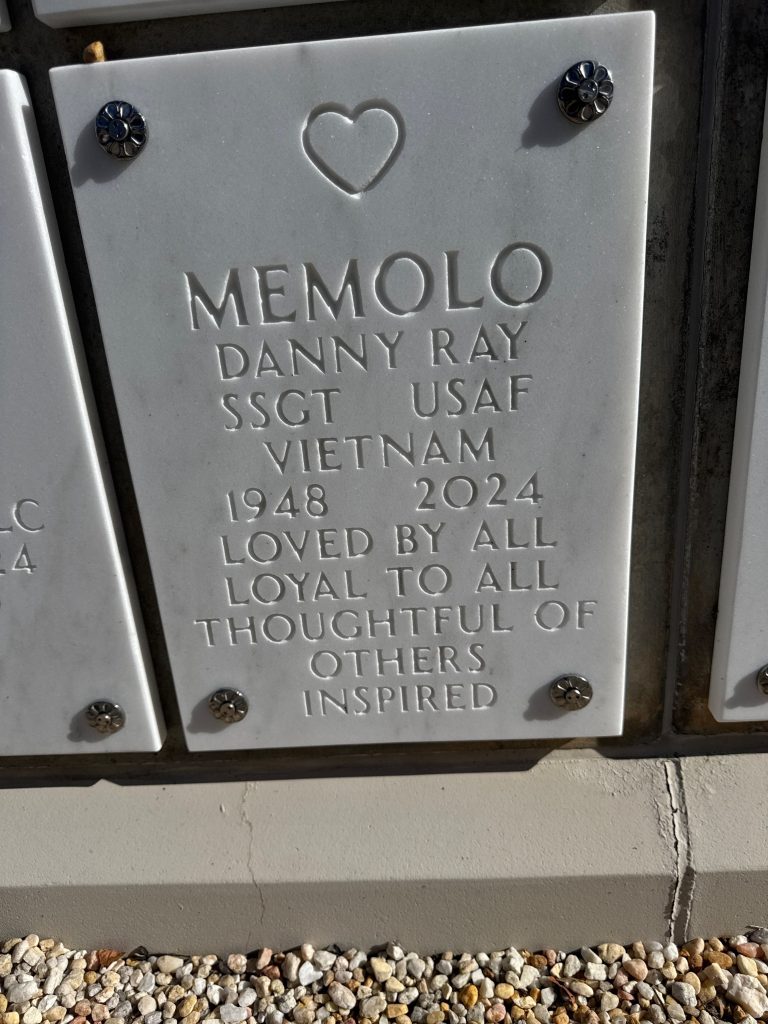 MEMOLO
DANNY RAY
SSGT USAF
VIETNAM
1948 2024
LOVED BY ALL
LOYAL TO ALL
THOUGHTFUL OF
OTHERS
INSPIRED